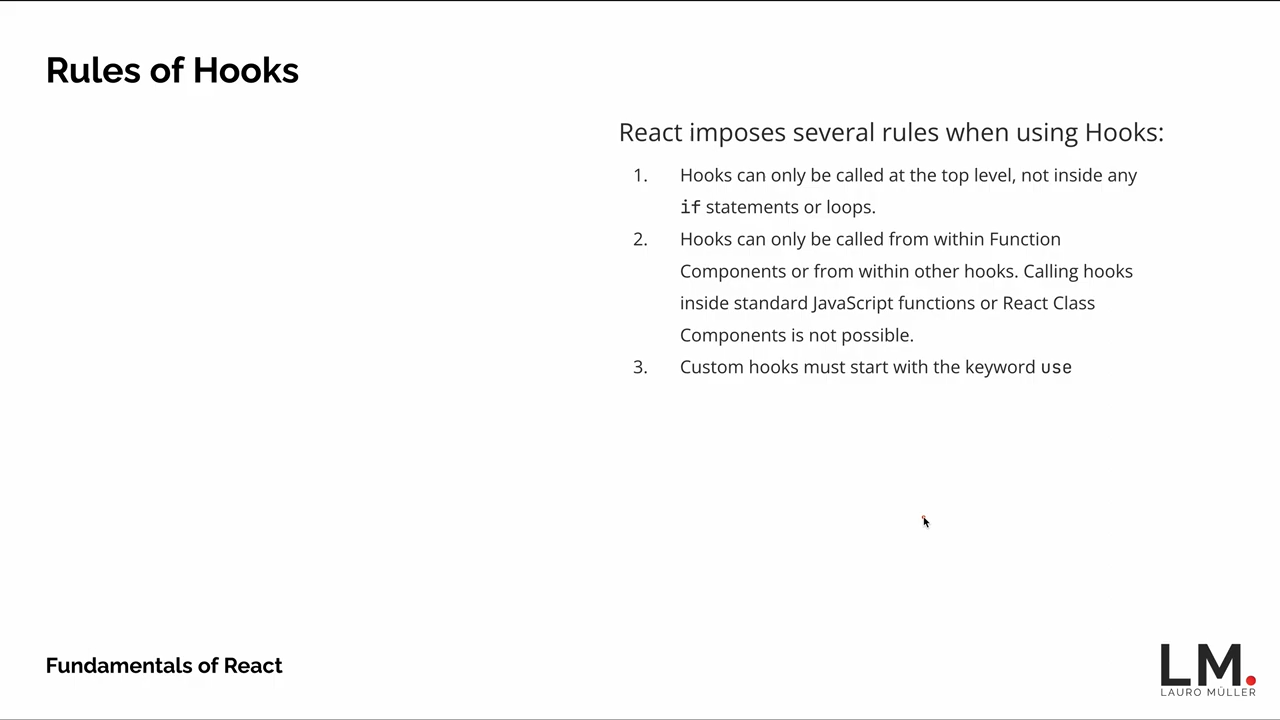 Rules of Hooks
React imposes several rules when using Hooks:
1. Hooks can only be called at the top level, not inside any
if statements or loops.
2. Hooks can only be called from within Function
Components or from within other hooks. Calling hooks
inside standard JavaScript functions or React Class
Components is not possible.
3. Custom hooks must start with the keyword use
Fundamentals of React
LM.
LAURO MÜLLER